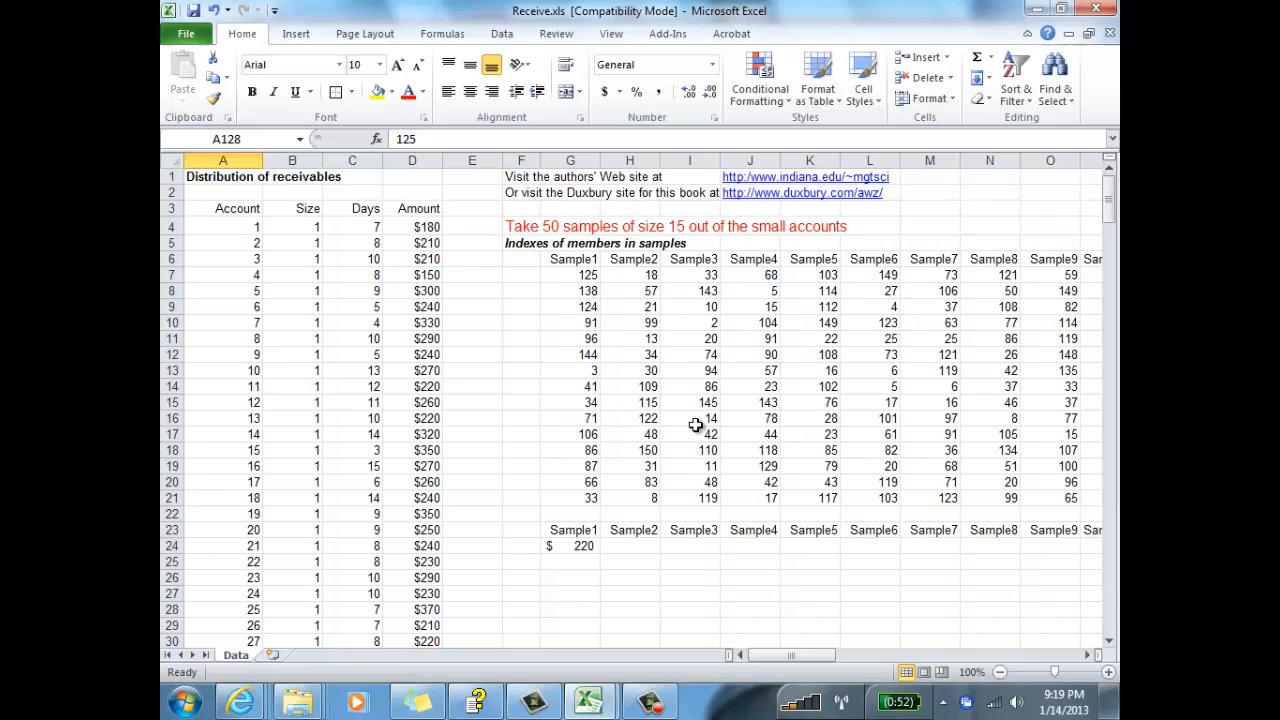 Receive.xls [Compatibility Mode] - Microsoft Excel
File Home Insert Page Layout Formulas Data Review View Add-Ins Acrobat
Paste Arial 10 General Conditional Formatting Format as Table Cell Styles Insert Delete Format Sort & Filter Find & Select
Clipboard Font Alignment Number Styles Cells Editing
A128 fx 125
A B C D E F G H I J K L M N O
1 Distribution of receivables Visit the authors' Web site at http:/www.indiana.edu/~mgtsci
2 Or visit the Duxbury site for this book at http://www.duxbury.com/awz/
3 Account Size Days Amount
4 1 1 7 $180 Take 50 samples of size 15 out of the small accounts
5 2 1 8 $210 Indexes of members in samples
6 3 1 10 $210 Sample1 Sample2 Sample3 Sample4 Sample5 Sample6 Sample7 Sample8 Sample9 Sar
7 4 1 8 $150 125 18 33 68 103 149 73 121 59
8 5 1 9 $300 138 57 143 5 114 27 106 50 149
9 6 1 5 $240 124 21 10 15 112 4 37 108 82
10 7 1 4 $330 91 99 2 104 149 123 63 77 114
11 8 1 10 $290 96 13 20 91 22 25 25 86 119
12 9 1 5 $240 144 34 74 90 108 73 121 26 148
13 10 1 13 $270 3 30 94 57 16 6 119 42 135
14 11 1 12 $220 41 109 86 23 102 5 6 37 33
15 12 1 11 $260 34 115 145 143 76 17 16 46 37
16 13 1 10 $220 71 122 14 78 28 101 97 8 77
17 14 1 14 $320 106 48 42 44 23 61 91 105 15
18 15 1 3 $350 86 150 110 118 85 82 36 134 107
19 16 1 15 $270 87 31 11 129 79 20 68 51 100
20 17 1 6 $260 66 83 48 42 43 119 71 20 96
21 18 1 14 $240 33 8 119 17 117 103 123 99 65
22 19 1 9 $350
23 20 1 9 $250 Sample1 Sample2 Sample3 Sample4 Sample5 Sample6 Sample7 Sample8 Sample9 Sar
24 21 1 8 $240 $ 220
25 22 1 8 $230
26 23 1 10 $290
27 24 1 10 $230
28 25 1 7 $370
29 26 1 7 $210
30 27 1 8 $220
Data
Ready 100%
(0:52) 9:19 PM
1/14/2013